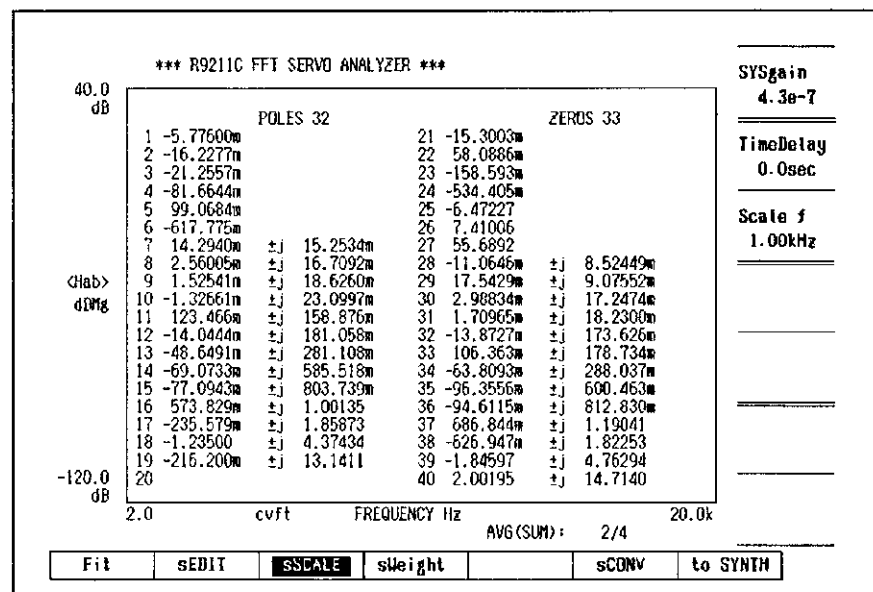 *** R9211C FFT SERVO ANALYZER ***
40.0
dB
POLES 32 ZEROS 33
1 -5.77600m 21 -15.3003m
2 -16.2277m 22 58.0886m
3 -21.2557m 23 -158.593m
4 -81.6644m 24 -534.405m
5 99.0684m 25 -6.47227
6 -617.775m 26 7.41006
7 14.2940m ±j 15.2534m 27 55.6892
8 2.56005m ±j 16.7092m 28 -11.0646m ±j 8.52449m
9 1.52541m ±j 18.6260m 29 17.5429m ±j 9.07552m
10 -1.32661m ±j 23.0997m 30 2.98834m ±j 17.2474m
11 123.466m ±j 158.876m 31 1.70965m ±j 18.2300m
12 -14.0444m ±j 181.058m 32 -13.8727m ±j 173.626m
13 -48.6491m ±j 281.108m 33 106.363m ±j 178.734m
14 -69.0733m ±j 585.518m 34 -63.8093m ±j 288.037m
15 -77.0943m ±j 803.739m 35 -96.3556m ±j 600.463m
16 573.829m ±j 1.00135 36 -94.6115m ±j 812.830m
17 -235.579m ±j 1.85873 37 686.844m ±j 1.19041
18 -1.23500 ±j 4.37434 38 -626.947m ±j 1.82253
19 -216.200m ±j 13.1411 39 -1.84597 ±j 4.76294
20 40 2.00195 ±j 14.7140
<Hab>
dBMg
-120.0
dB
2.0 cvft FREQUENCY Hz 20.0k
AVG(SUM): 2/4
SYSgain
4.3e-7
TimeDelay
0.0sec
Scale f
1.00kHz
Fit sEDIT sSCALE sWeight sCONV to SYNTH